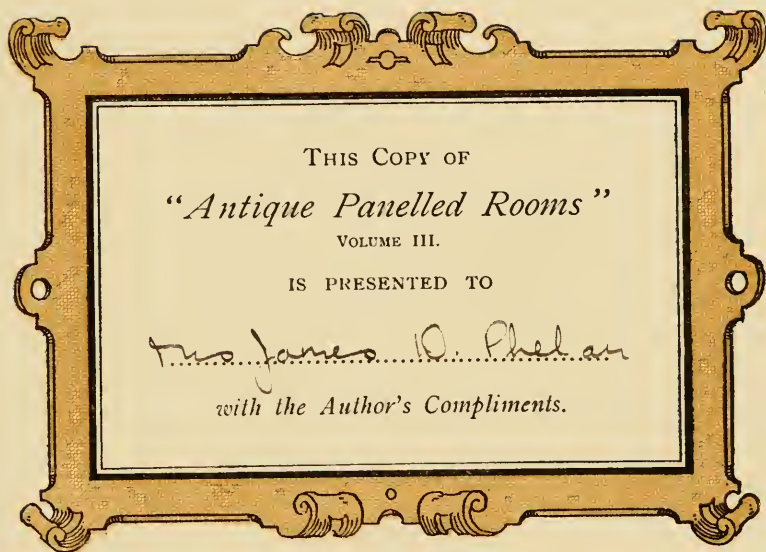 THIS COPY OF
"Antique Panelled Rooms"
VOLUME III.
IS PRESENTED TO
Mrs James D. Phelan
with the Author's Compliments.